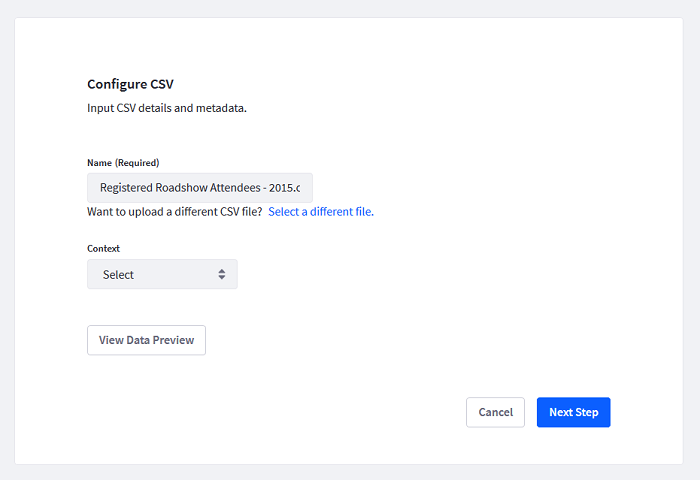 Configure CSV
Input CSV details and metadata.
Name (Required)
Registered Roadshow Attendees - 2015.c
Want to upload a different CSV file? Select a different file.
Context
Select
View Data Preview
Cancel Next Step